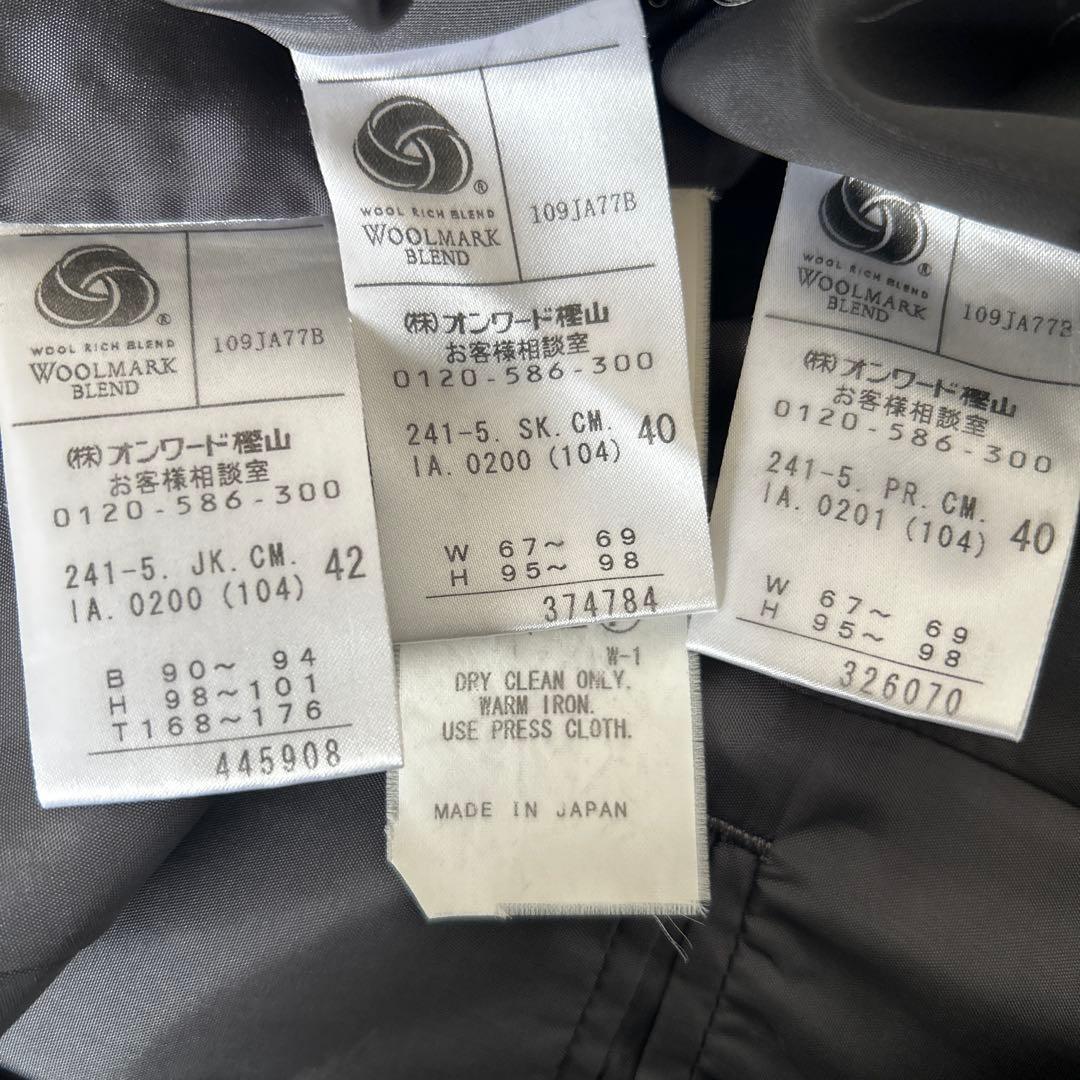 WOOL RICH BLEND
WOOLMARK
BLEND
109JA77B
(株)オンワード樫山
お客様相談室
0120-586-300
241-5. JK.CM. 42
IA. 0200 (104)
B 90～ 94
H 98～101
T168～176
445908
WOOL RICH BLEND
WOOLMARK
BLEND
109JA77B
(株)オンワード樫山
お客様相談室
0120-586-300
241-5. SK.CM. 40
IA. 0200 (104)
W 67～ 69
H 95～ 98
374784
W-1
DRY CLEAN ONLY.
WARM IRON.
USE PRESS CLOTH.
MADE IN JAPAN
WOOL RICH BLEND
WOOLMARK
BLEND
109JA77B
(株)オンワード樫山
お客様相談室
0120-586-300
241-5. PR.CM. 40
IA. 0201 (104)
W 67～ 69
H 95～ 98
326070